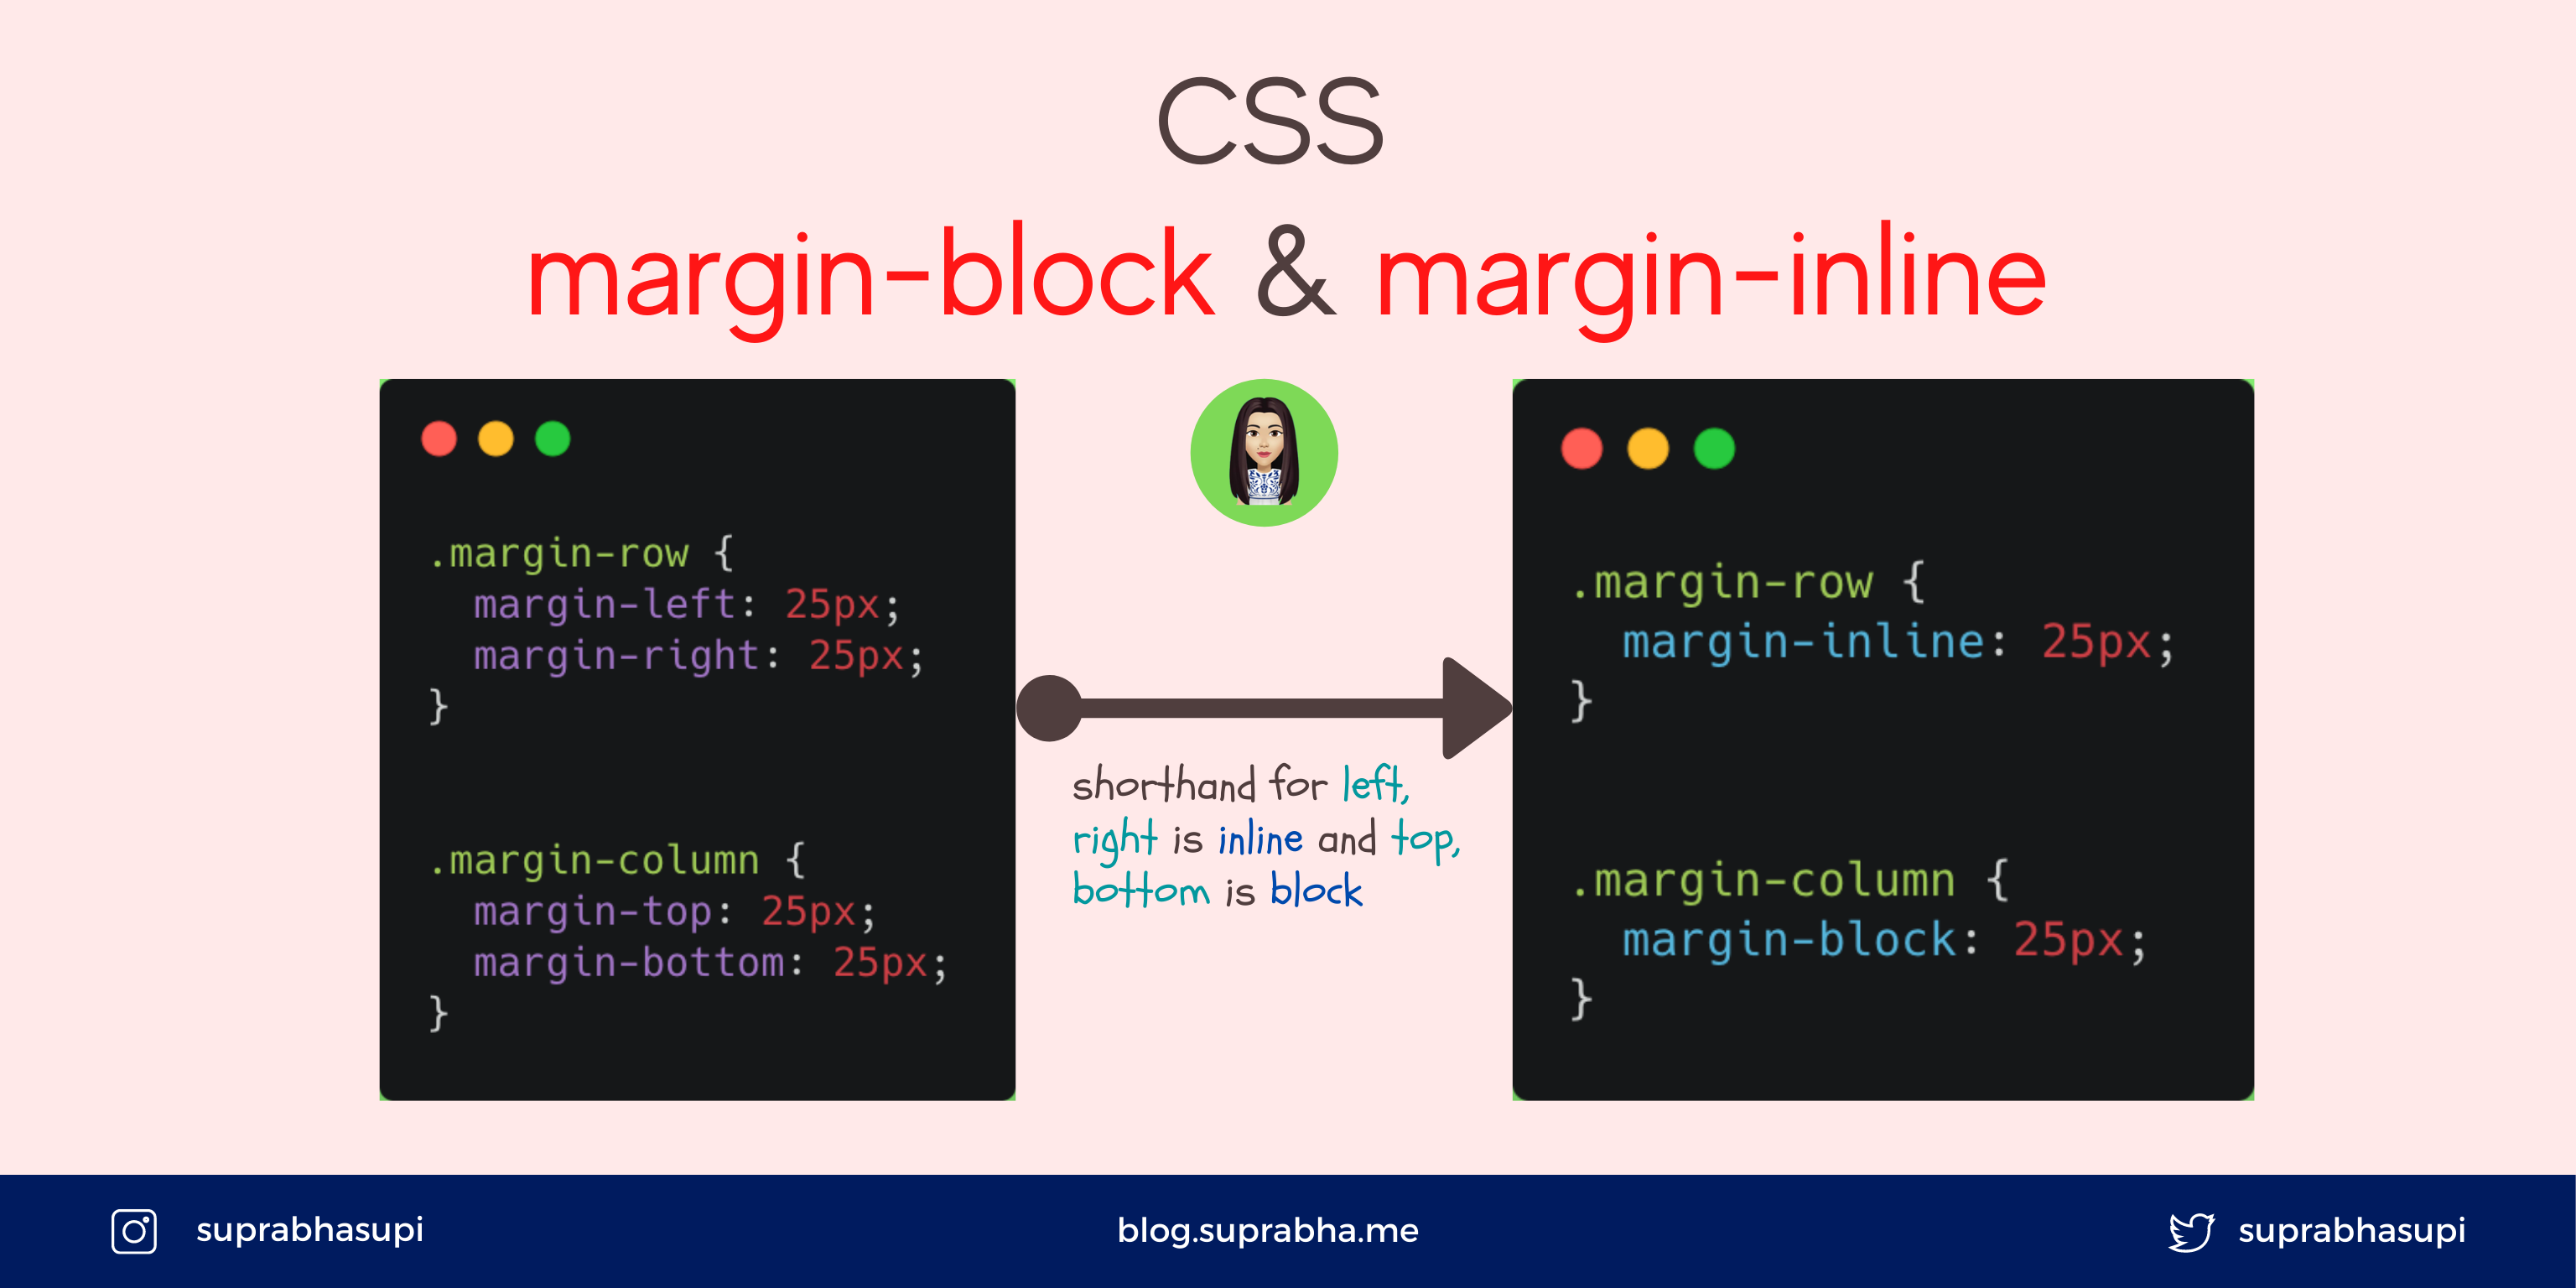 CSS
margin-block & margin-inline
.margin-row {
  margin-left: 25px;
  margin-right: 25px;
}
.margin-column {
  margin-top: 25px;
  margin-bottom: 25px;
}
shorthand for left,
right is inline and top,
bottom is block
.margin-row {
  margin-inline: 25px;
}
.margin-column {
  margin-block: 25px;
}
suprabhasupi
blog.suprabha.me
suprabhasupi